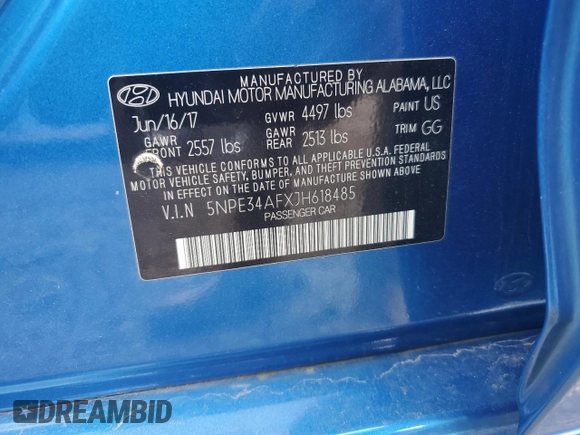 MANUFACTURED BY
HYUNDAI MOTOR MANUFACTURING ALABAMA, LLC
Jun/16/17 GVWR 4497 lbs PAINT US
GAWR FRONT 2557 lbs GAWR REAR 2513 lbs TRIM GG
THIS VEHICLE CONFORMS TO ALL APPLICABLE U.S.A. FEDERAL
MOTOR VEHICLE SAFETY, BUMPER, AND THEFT PREVENTION STANDARDS
IN EFFECT ON THE DATE OF MANUFACTURE SHOWN ABOVE.
V.I.N 5NPE34AFXJH618485
PASSENGER CAR
DREAMBID